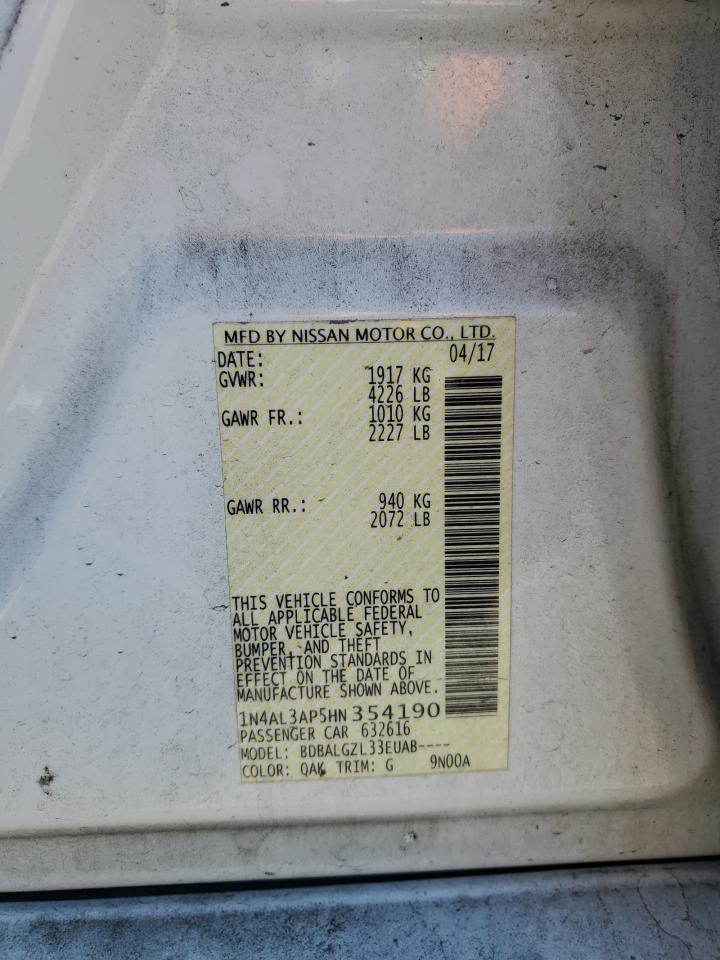 MFD BY NISSAN MOTOR CO., LTD.
DATE: 04/17
GVWR: 1917 KG
4226 LB
GAWR FR.: 1010 KG
2227 LB
GAWR RR.: 940 KG
2072 LB
THIS VEHICLE CONFORMS TO
ALL APPLICABLE FEDERAL
MOTOR VEHICLE SAFETY,
BUMPER, AND THEFT
PREVENTION STANDARDS IN
EFFECT ON THE DATE OF
MANUFACTURE SHOWN ABOVE.
1N4AL3AP5HN354190
PASSENGER CAR 632616
MODEL: BDBALGZL33EUAB----
COLOR: QAK TRIM: G 9N00A